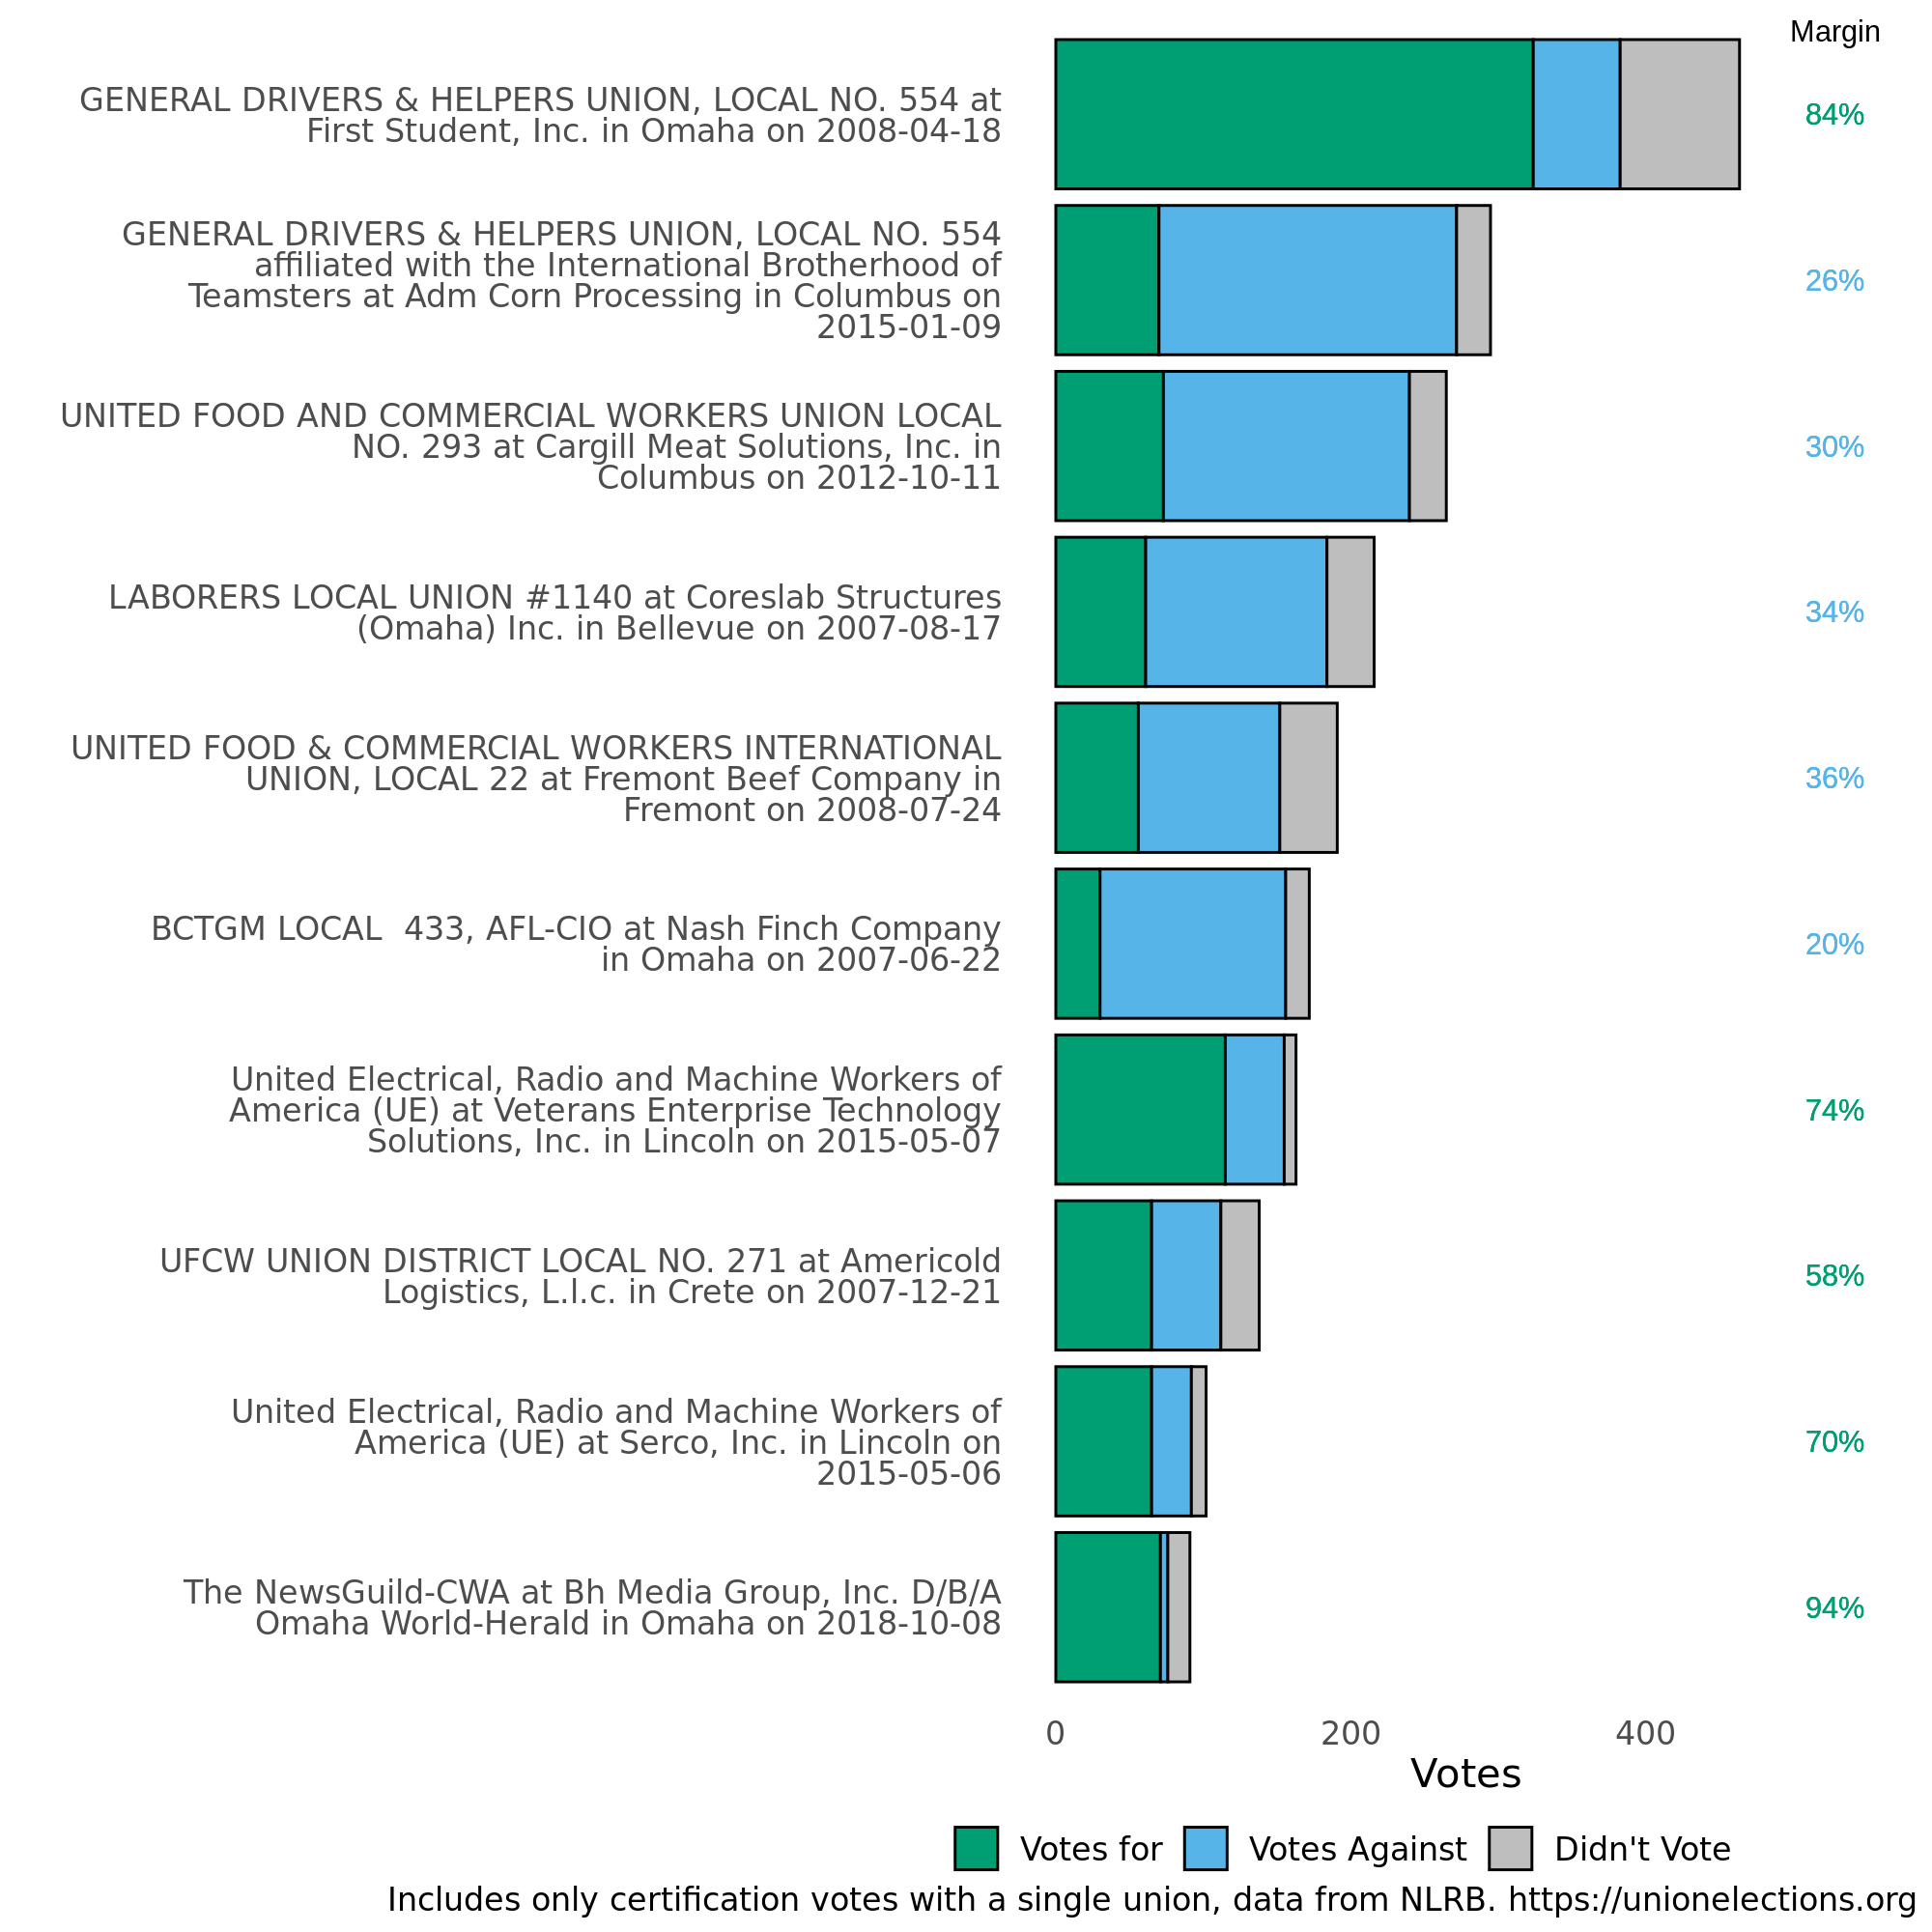 Margin
GENERAL DRIVERS & HELPERS UNION, LOCAL NO. 554 at
First Student, Inc. in Omaha on 2008-04-18
84%
GENERAL DRIVERS & HELPERS UNION, LOCAL NO. 554
affiliated with the International Brotherhood of
Teamsters at Adm Corn Processing in Columbus on
2015-01-09
26%
UNITED FOOD AND COMMERCIAL WORKERS UNION LOCAL
NO. 293 at Cargill Meat Solutions, Inc. in
Columbus on 2012-10-11
30%
LABORERS LOCAL UNION #1140 at Coreslab Structures
(Omaha) Inc. in Bellevue on 2007-08-17
34%
UNITED FOOD & COMMERCIAL WORKERS INTERNATIONAL
UNION, LOCAL 22 at Fremont Beef Company in
Fremont on 2008-07-24
36%
BCTGM LOCAL  433, AFL-CIO at Nash Finch Company
in Omaha on 2007-06-22
20%
United Electrical, Radio and Machine Workers of
America (UE) at Veterans Enterprise Technology
Solutions, Inc. in Lincoln on 2015-05-07
74%
UFCW UNION DISTRICT LOCAL NO. 271 at Americold
Logistics, L.l.c. in Crete on 2007-12-21
58%
United Electrical, Radio and Machine Workers of
America (UE) at Serco, Inc. in Lincoln on
2015-05-06
70%
The NewsGuild-CWA at Bh Media Group, Inc. D/B/A
Omaha World-Herald in Omaha on 2018-10-08
94%
0 200 400
Votes
Votes for Votes Against Didn't Vote
Includes only certification votes with a single union, data from NLRB. https://unionelections.org